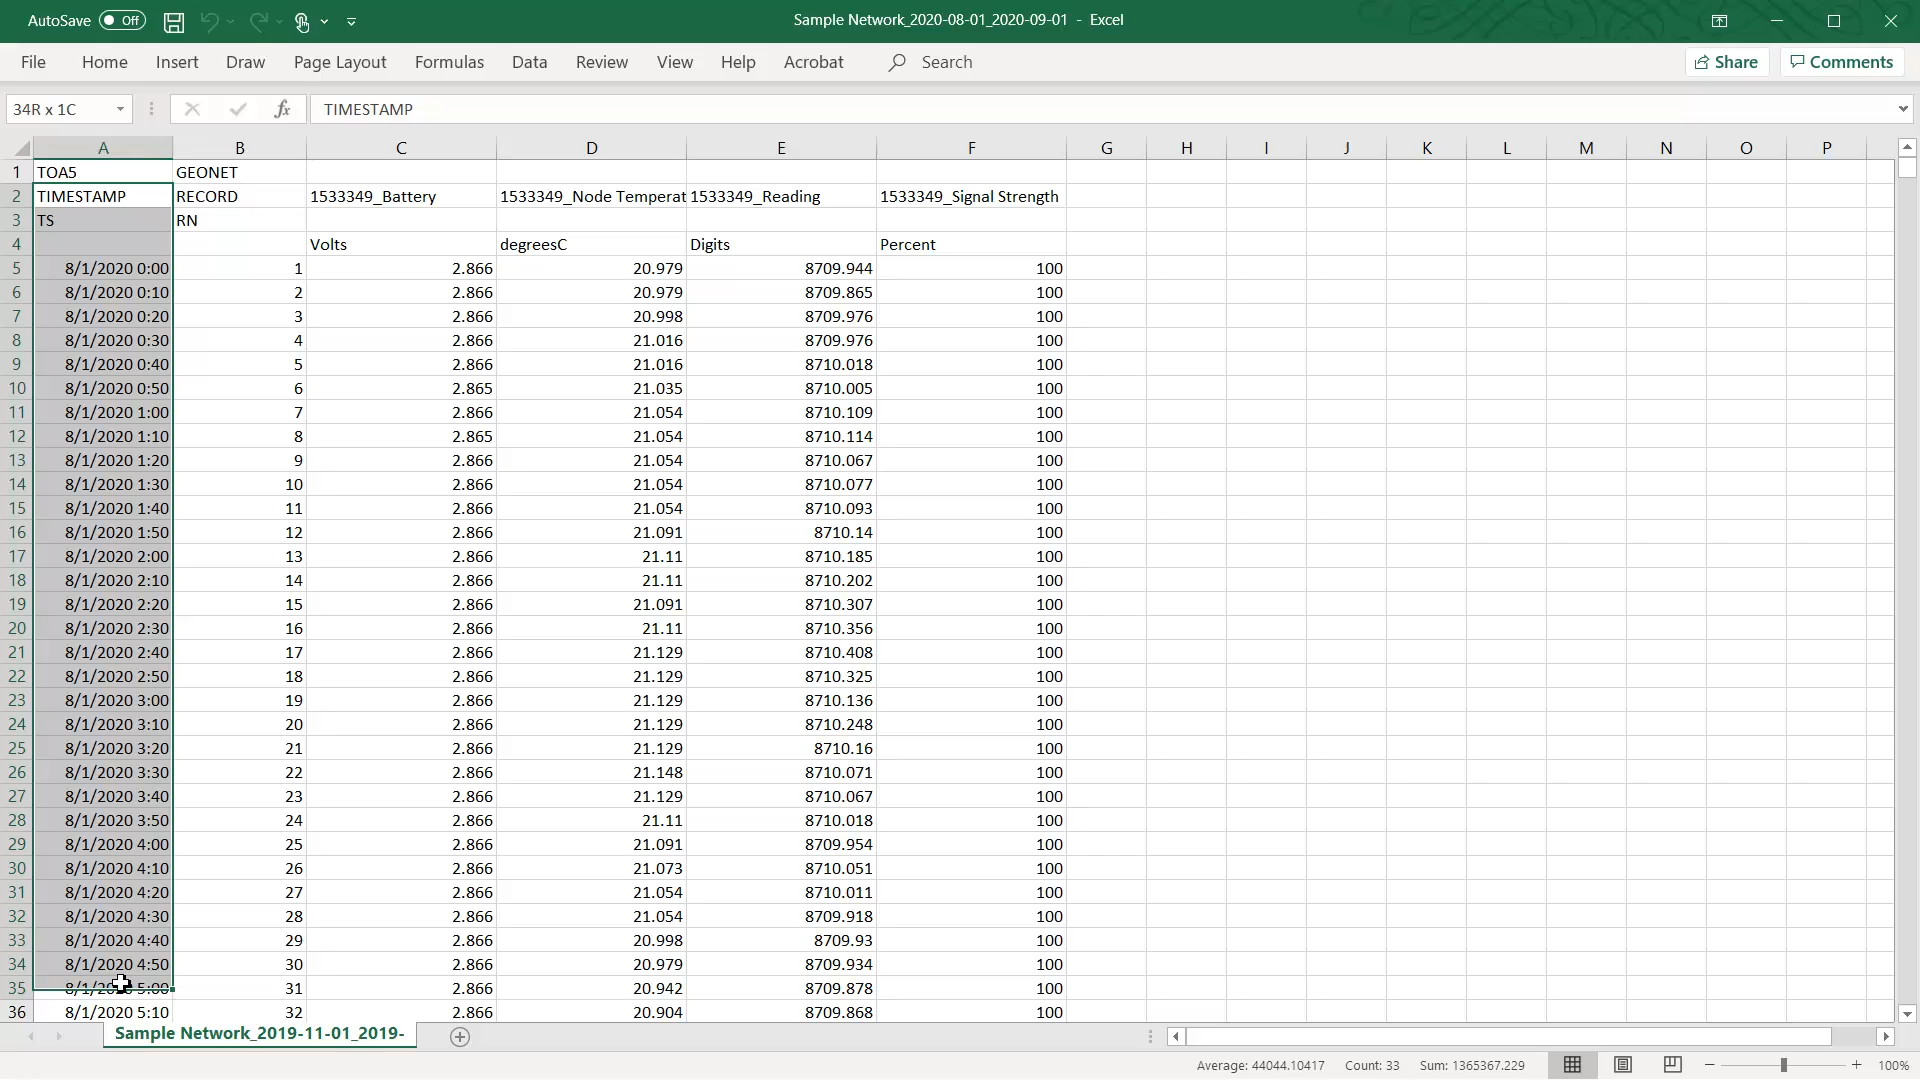 AutoSave Off Sample Network_2020-08-01_2020-09-01 - Excel
File Home Insert Draw Page Layout Formulas Data Review View Help Acrobat Search Share Comments
34R x 1C fx TIMESTAMP
A B C D E F G H I J K L M N O P
1 TOA5 GEONET
2 TIMESTAMP RECORD 1533349_Battery 1533349_Node Temperat 1533349_Reading 1533349_Signal Strength
3 TS RN
4 Volts degreesC Digits Percent
5 8/1/2020 0:00 1 2.866 20.979 8709.944 100
6 8/1/2020 0:10 2 2.866 20.979 8709.865 100
7 8/1/2020 0:20 3 2.866 20.998 8709.976 100
8 8/1/2020 0:30 4 2.866 21.016 8709.976 100
9 8/1/2020 0:40 5 2.866 21.016 8710.018 100
10 8/1/2020 0:50 6 2.865 21.035 8710.005 100
11 8/1/2020 1:00 7 2.866 21.054 8710.109 100
12 8/1/2020 1:10 8 2.865 21.054 8710.114 100
13 8/1/2020 1:20 9 2.866 21.054 8710.067 100
14 8/1/2020 1:30 10 2.866 21.054 8710.077 100
15 8/1/2020 1:40 11 2.866 21.054 8710.093 100
16 8/1/2020 1:50 12 2.866 21.091 8710.14 100
17 8/1/2020 2:00 13 2.866 21.11 8710.185 100
18 8/1/2020 2:10 14 2.866 21.11 8710.202 100
19 8/1/2020 2:20 15 2.866 21.091 8710.307 100
20 8/1/2020 2:30 16 2.866 21.11 8710.356 100
21 8/1/2020 2:40 17 2.866 21.129 8710.408 100
22 8/1/2020 2:50 18 2.866 21.129 8710.325 100
23 8/1/2020 3:00 19 2.866 21.129 8710.136 100
24 8/1/2020 3:10 20 2.866 21.129 8710.248 100
25 8/1/2020 3:20 21 2.866 21.129 8710.16 100
26 8/1/2020 3:30 22 2.866 21.148 8710.071 100
27 8/1/2020 3:40 23 2.866 21.129 8710.067 100
28 8/1/2020 3:50 24 2.866 21.11 8710.018 100
29 8/1/2020 4:00 25 2.866 21.091 8709.954 100
30 8/1/2020 4:10 26 2.866 21.073 8710.051 100
31 8/1/2020 4:20 27 2.866 21.054 8710.011 100
32 8/1/2020 4:30 28 2.866 21.054 8709.918 100
33 8/1/2020 4:40 29 2.866 20.998 8709.93 100
34 8/1/2020 4:50 30 2.866 20.979 8709.934 100
35 8/1/2020 5:00 31 2.866 20.942 8709.878 100
36 8/1/2020 5:10 32 2.866 20.904 8709.868 100
Sample Network_2019-11-01_2019-
Average: 44044.10417 Count: 33 Sum: 1365367.229 100%